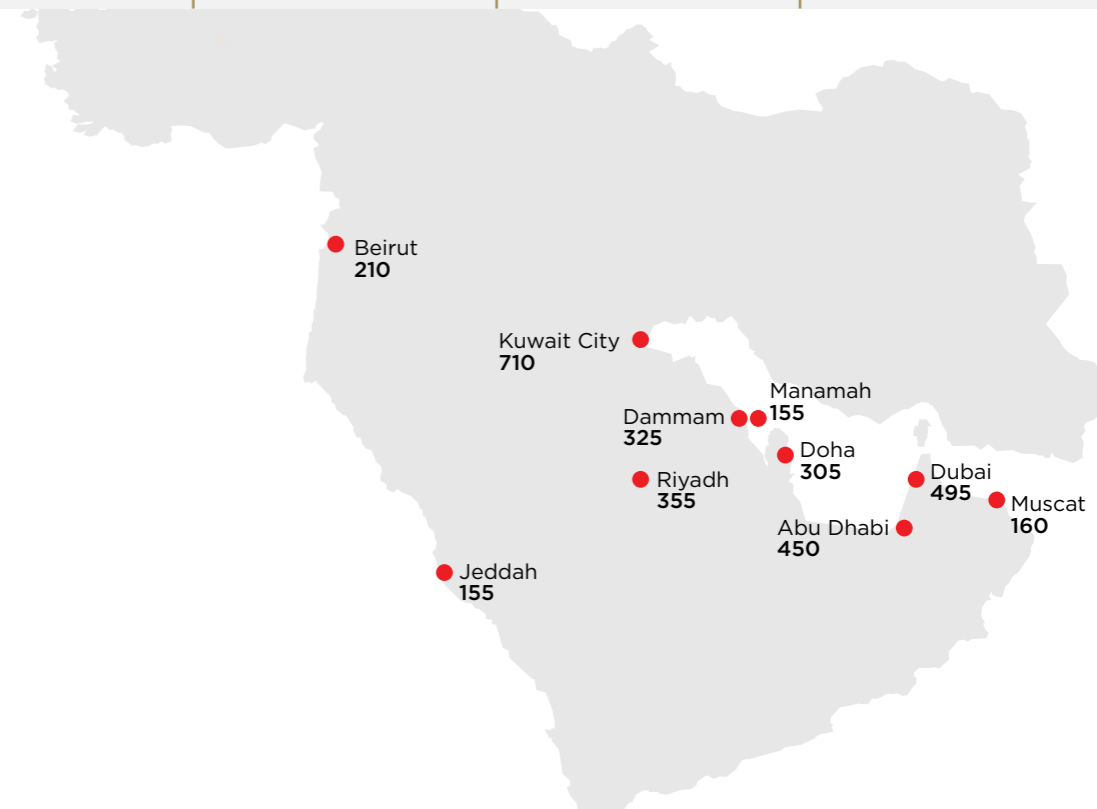 Beirut
210
Kuwait City
710
Manamah
155
Dammam
325
Doha
305
Riyadh
355
Dubai
495
Muscat
160
Abu Dhabi
450
Jeddah
155